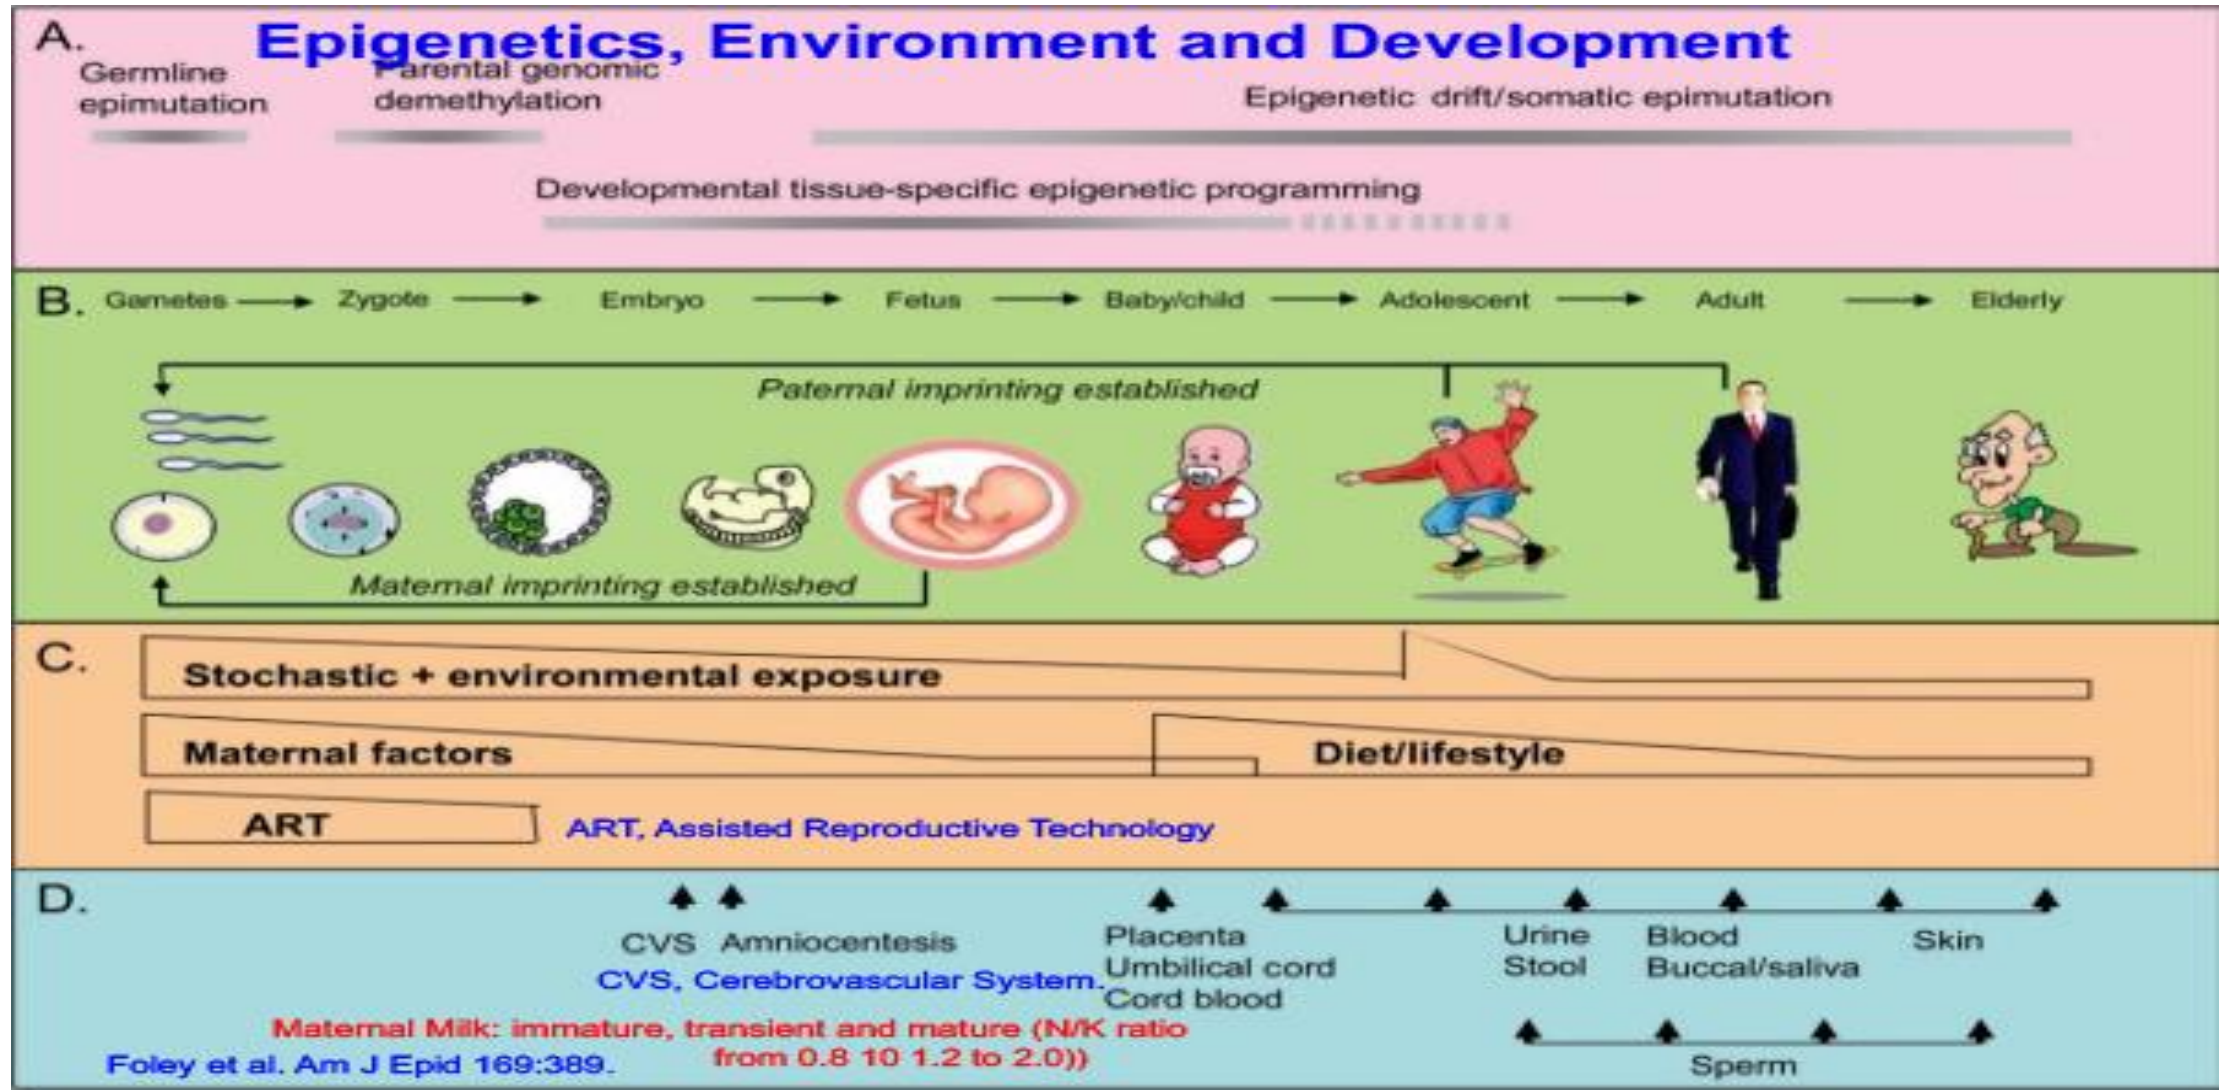 A.
Epigenetics, Environment and Development
Germline
epimutation
Parental genomic
demethylation
Epigenetic drift/somatic epimutation
Developmental tissue-specific epigenetic programming
B.
Gametes
Zygote
Embryo
Fetus
Baby/child
Adolescent
Adult
Elderly
Paternal imprinting established
Maternal imprinting established
C.
Stochastic + environmental exposure
Maternal factors
Diet/lifestyle
ART
ART, Assisted Reproductive Technology
D.
CVS
Amniocentesis
CVS, Cerebrovascular System.
Placenta
Umbilical cord
Cord blood
Urine
Stool
Blood
Buccal/saliva
Skin
Maternal Milk: immature, transient and mature (N/K ratio
from 0.8 10 1.2 to 2.0))
Foley et al. Am J Epid 169:389.
Sperm